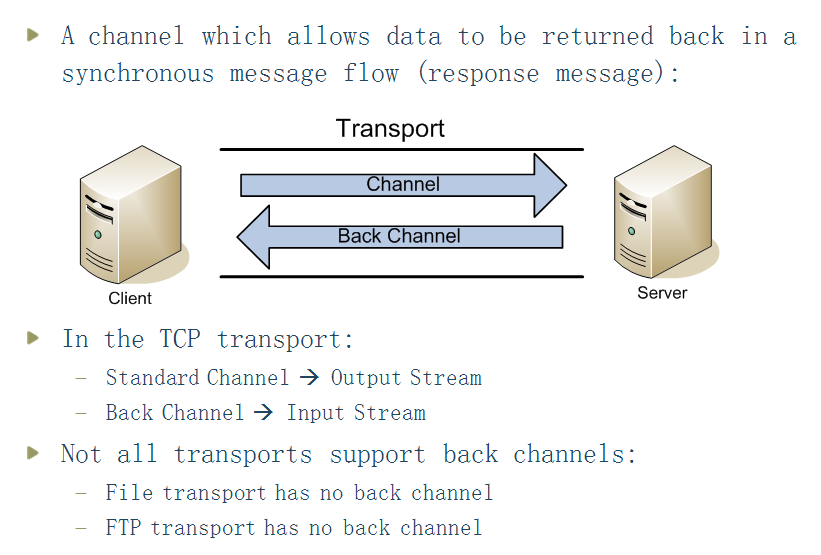 A channel which allows data to be returned back in a
synchronous message flow (response message):
Transport
Channel
Back Channel
Client
Server
In the TCP transport:
– Standard Channel → Output Stream
– Back Channel → Input Stream
Not all transports support back channels:
– File transport has no back channel
– FTP transport has no back channel